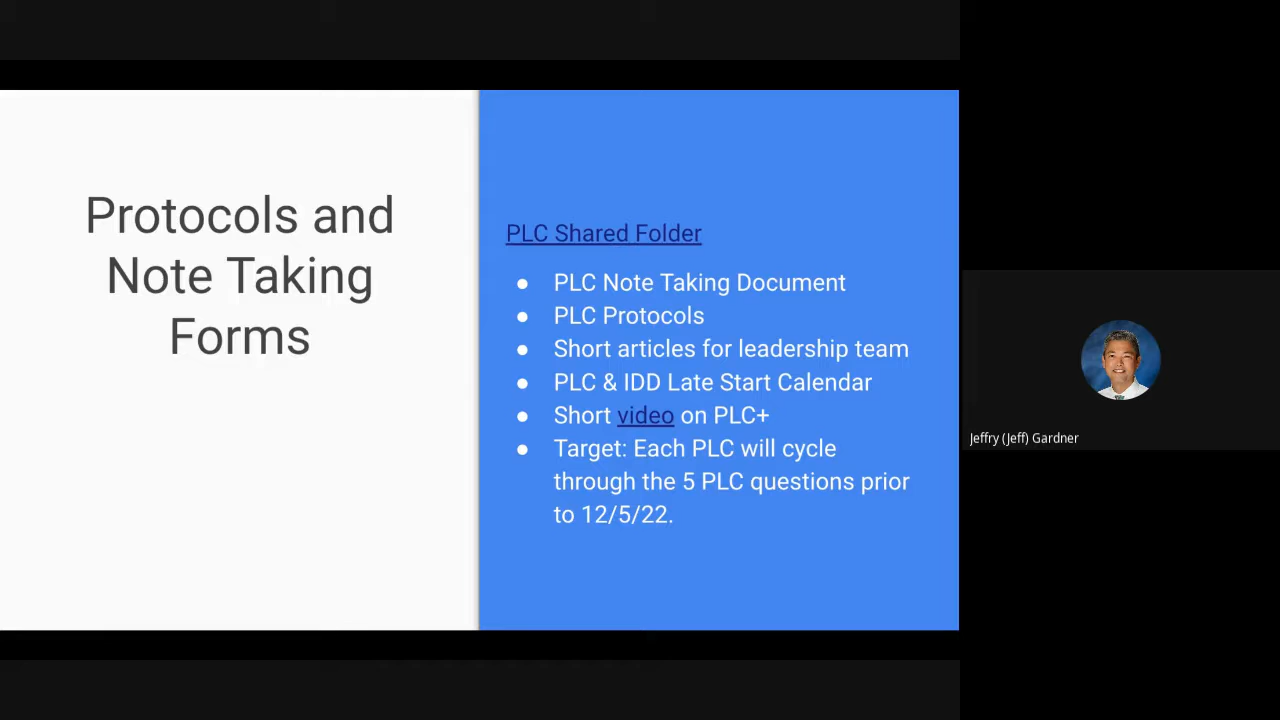 Protocols and
Note Taking
Forms
PLC Shared Folder
● PLC Note Taking Document
● PLC Protocols
● Short articles for leadership team
● PLC & IDD Late Start Calendar
● Short video on PLC+
● Target: Each PLC will cycle
through the 5 PLC questions prior
to 12/5/22.
Jeffry (Jeff) Gardner